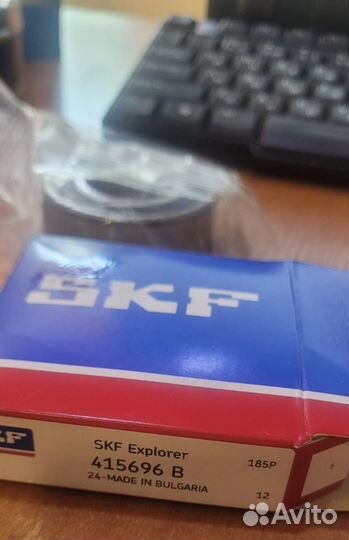 SKF
SKF
SKF Explorer
415696 B
24-MADE IN BULGARIA
185P
12
Avito